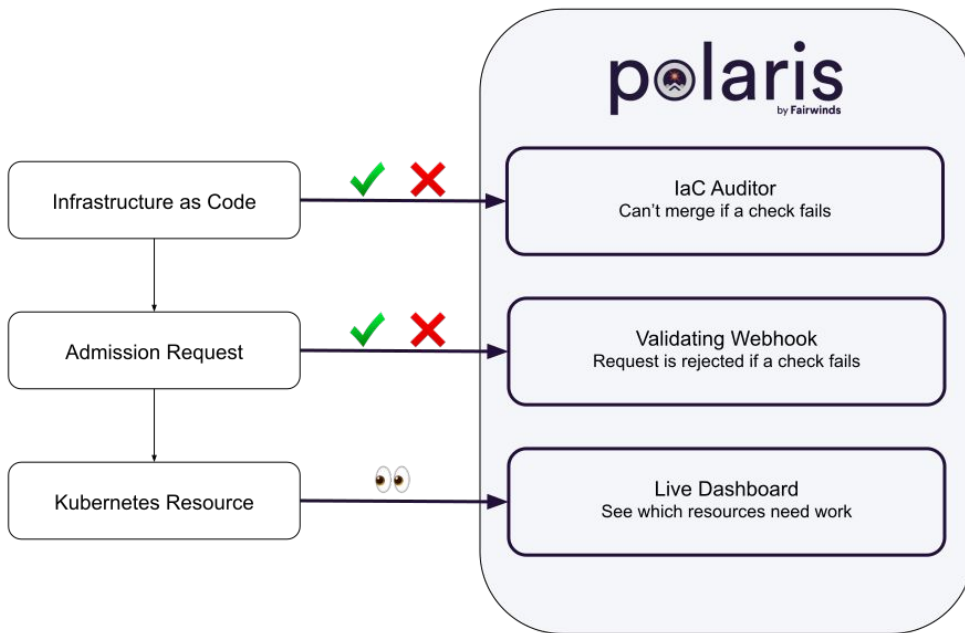 polaris
by Fairwinds
Infrastructure as Code
IaC Auditor
Can’t merge if a check fails
Admission Request
Validating Webhook
Request is rejected if a check fails
Kubernetes Resource
Live Dashboard
See which resources need work